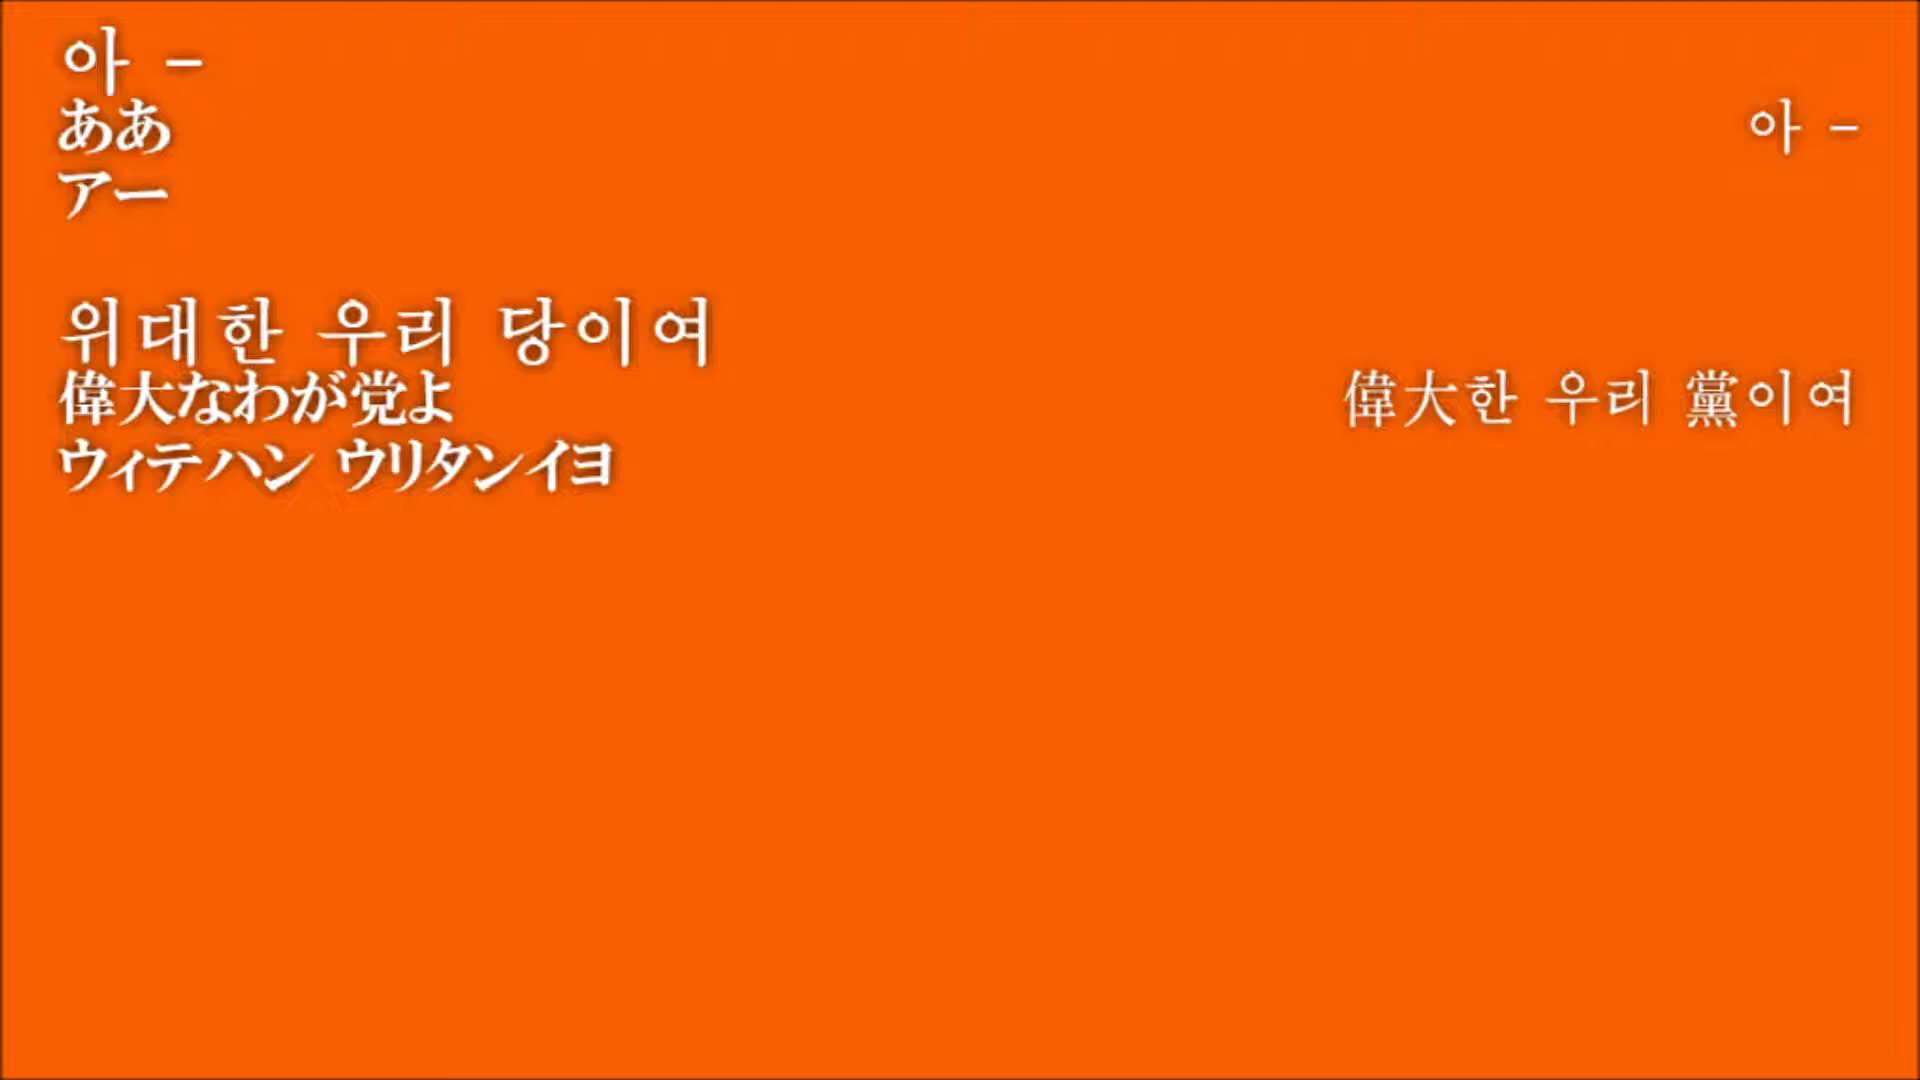 아 -
ああ
아 -
アー
위대한 우리 당이여
偉大なわが党よ
偉大한 우리 黨이여
ウィテハン ウリタンイヨ